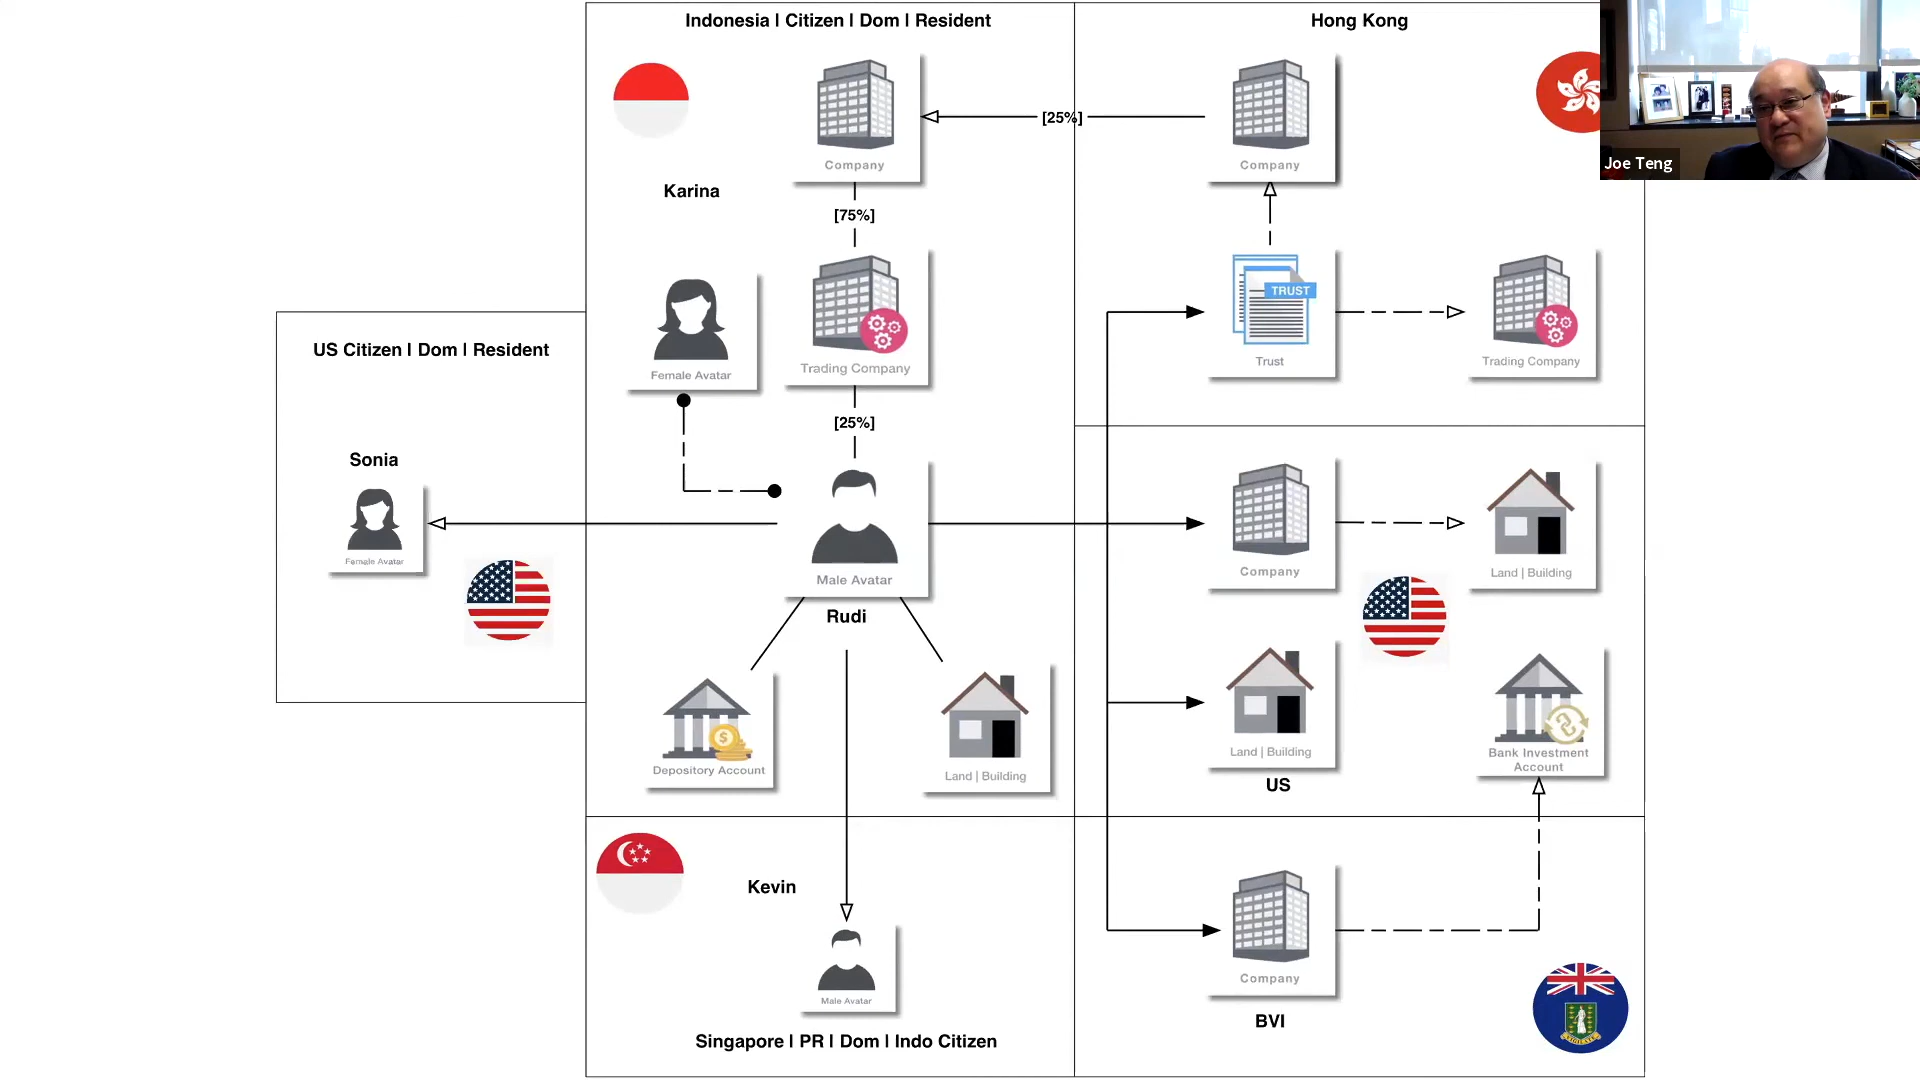 Indonesia | Citizen | Dom | Resident
Hong Kong
Joe Teng
Company
[25%]
Company
Karina
[75%]
TRUST
Female Avatar
Trading Company
Trust
Trading Company
US Citizen | Dom | Resident
[25%]
Sonia
Female Avatar
Male Avatar
Rudi
Company
Land | Building
Depository Account
Land | Building
Land | Building
US
Bank Investment
Account
Kevin
Male Avatar
Singapore | PR | Dom | Indo Citizen
Company
BVI
VIGILATE